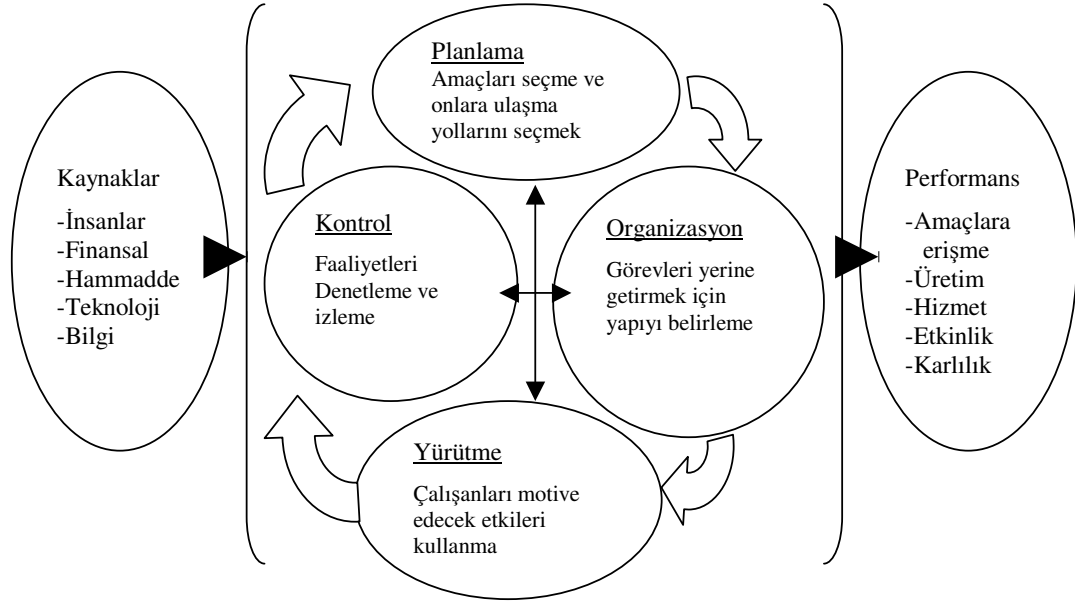 Planlama
Amaçları seçme ve
onlara ulaşma
yollarını seçmek
Kaynaklar
-İnsanlar
-Finansal
-Hammadde
-Teknoloji
-Bilgi
Kontrol
Faaliyetleri
Denetleme ve
izleme
Organizasyon
Görevleri yerine
getirmek için
yapıyı belirleme
Performans
-Amaçlara
erişme
-Üretim
-Hizmet
-Etkinlik
-Karlılık
Yürütme
Çalışanları motive
edecek etkileri
kullanma